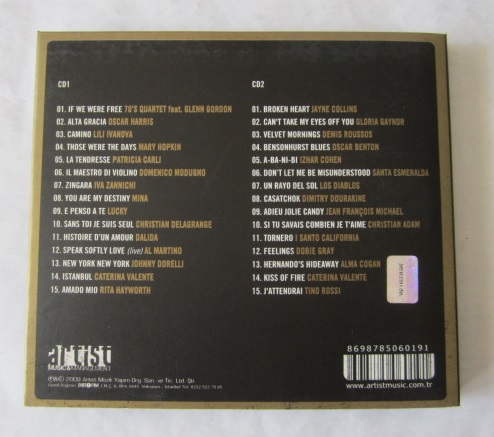 CD1
01. IF WE WERE FREE 70'S QUARTET feat. GLENN GORDON
02. ALTA GRACIA OSCAR HARRIS
03. CAMINO LILI IVANOVA
04. THOSE WERE THE DAYS MARY HOPKIN
05. LA TENDRESSE PATRICIA CARLI
06. IL MAESTRO DI VIOLINO DOMENICO MODUGNO
07. ZINGARA IVA ZANNICHI
08. YOU ARE MY DESTINY MINA
09. E PENSO A TE LUCKY
10. SANS TOI JE SUIS SEUL CHRISTIAN DELAGRANGE
11. HISTOIRE D'UN AMOUR DALIDA
12. SPEAK SOFTLY LOVE (live) AL MARTINO
13. NEW YORK NEW YORK JOHNNY DORELLI
14. ISTANBUL CATERINA VALENTE
15. AMADO MIO RITA HAYWORTH
CD2
01. BROKEN HEART JAYNE COLLINS
02. CAN'T TAKE MY EYES OFF YOU GLORIA GAYNOR
03. VELVET MORNINGS DEMIS ROUSSOS
04. BENSONHURST BLUES OSCAR BENTON
05. A-BA-NI-BI IZHAR COHEN
06. DON'T LET ME BE MISUNDERSTOOD SANTA ESMERALDA
07. UN RAYO DEL SOL LOS DIABLOS
08. CASATCHOK DIMITRY DOURAKINE
09. ADIEU JOLIE CANDY JEAN FRANÇOIS MICHAEL
10. SI TU SAVAIS COMBIEN JE T'AIME CHRISTIAN ADAM
11. TORNERO I SANTO CALIFORNIA
12. FEELINGS DOBIE GRAY
13. HERNANDO'S HIDEAWAY ALMA COGAN
14. KISS OF FIRE CATERINA VALENTE
15. J'ATTENDRAI TINO ROSSI
artist
MUSIC&MANAGEMENT
Artist Müzik Yapım Org. San. ve Tic. Ltd. Şti
8698785060191
www.artistmusic.com.tr